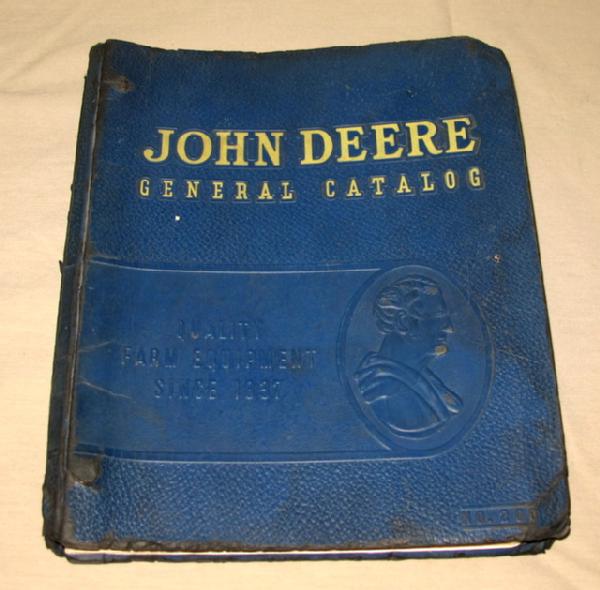 JOHN DEERE
GENERAL CATALOG
QUALITY
FARM EQUIPMENT
SINCE 1837